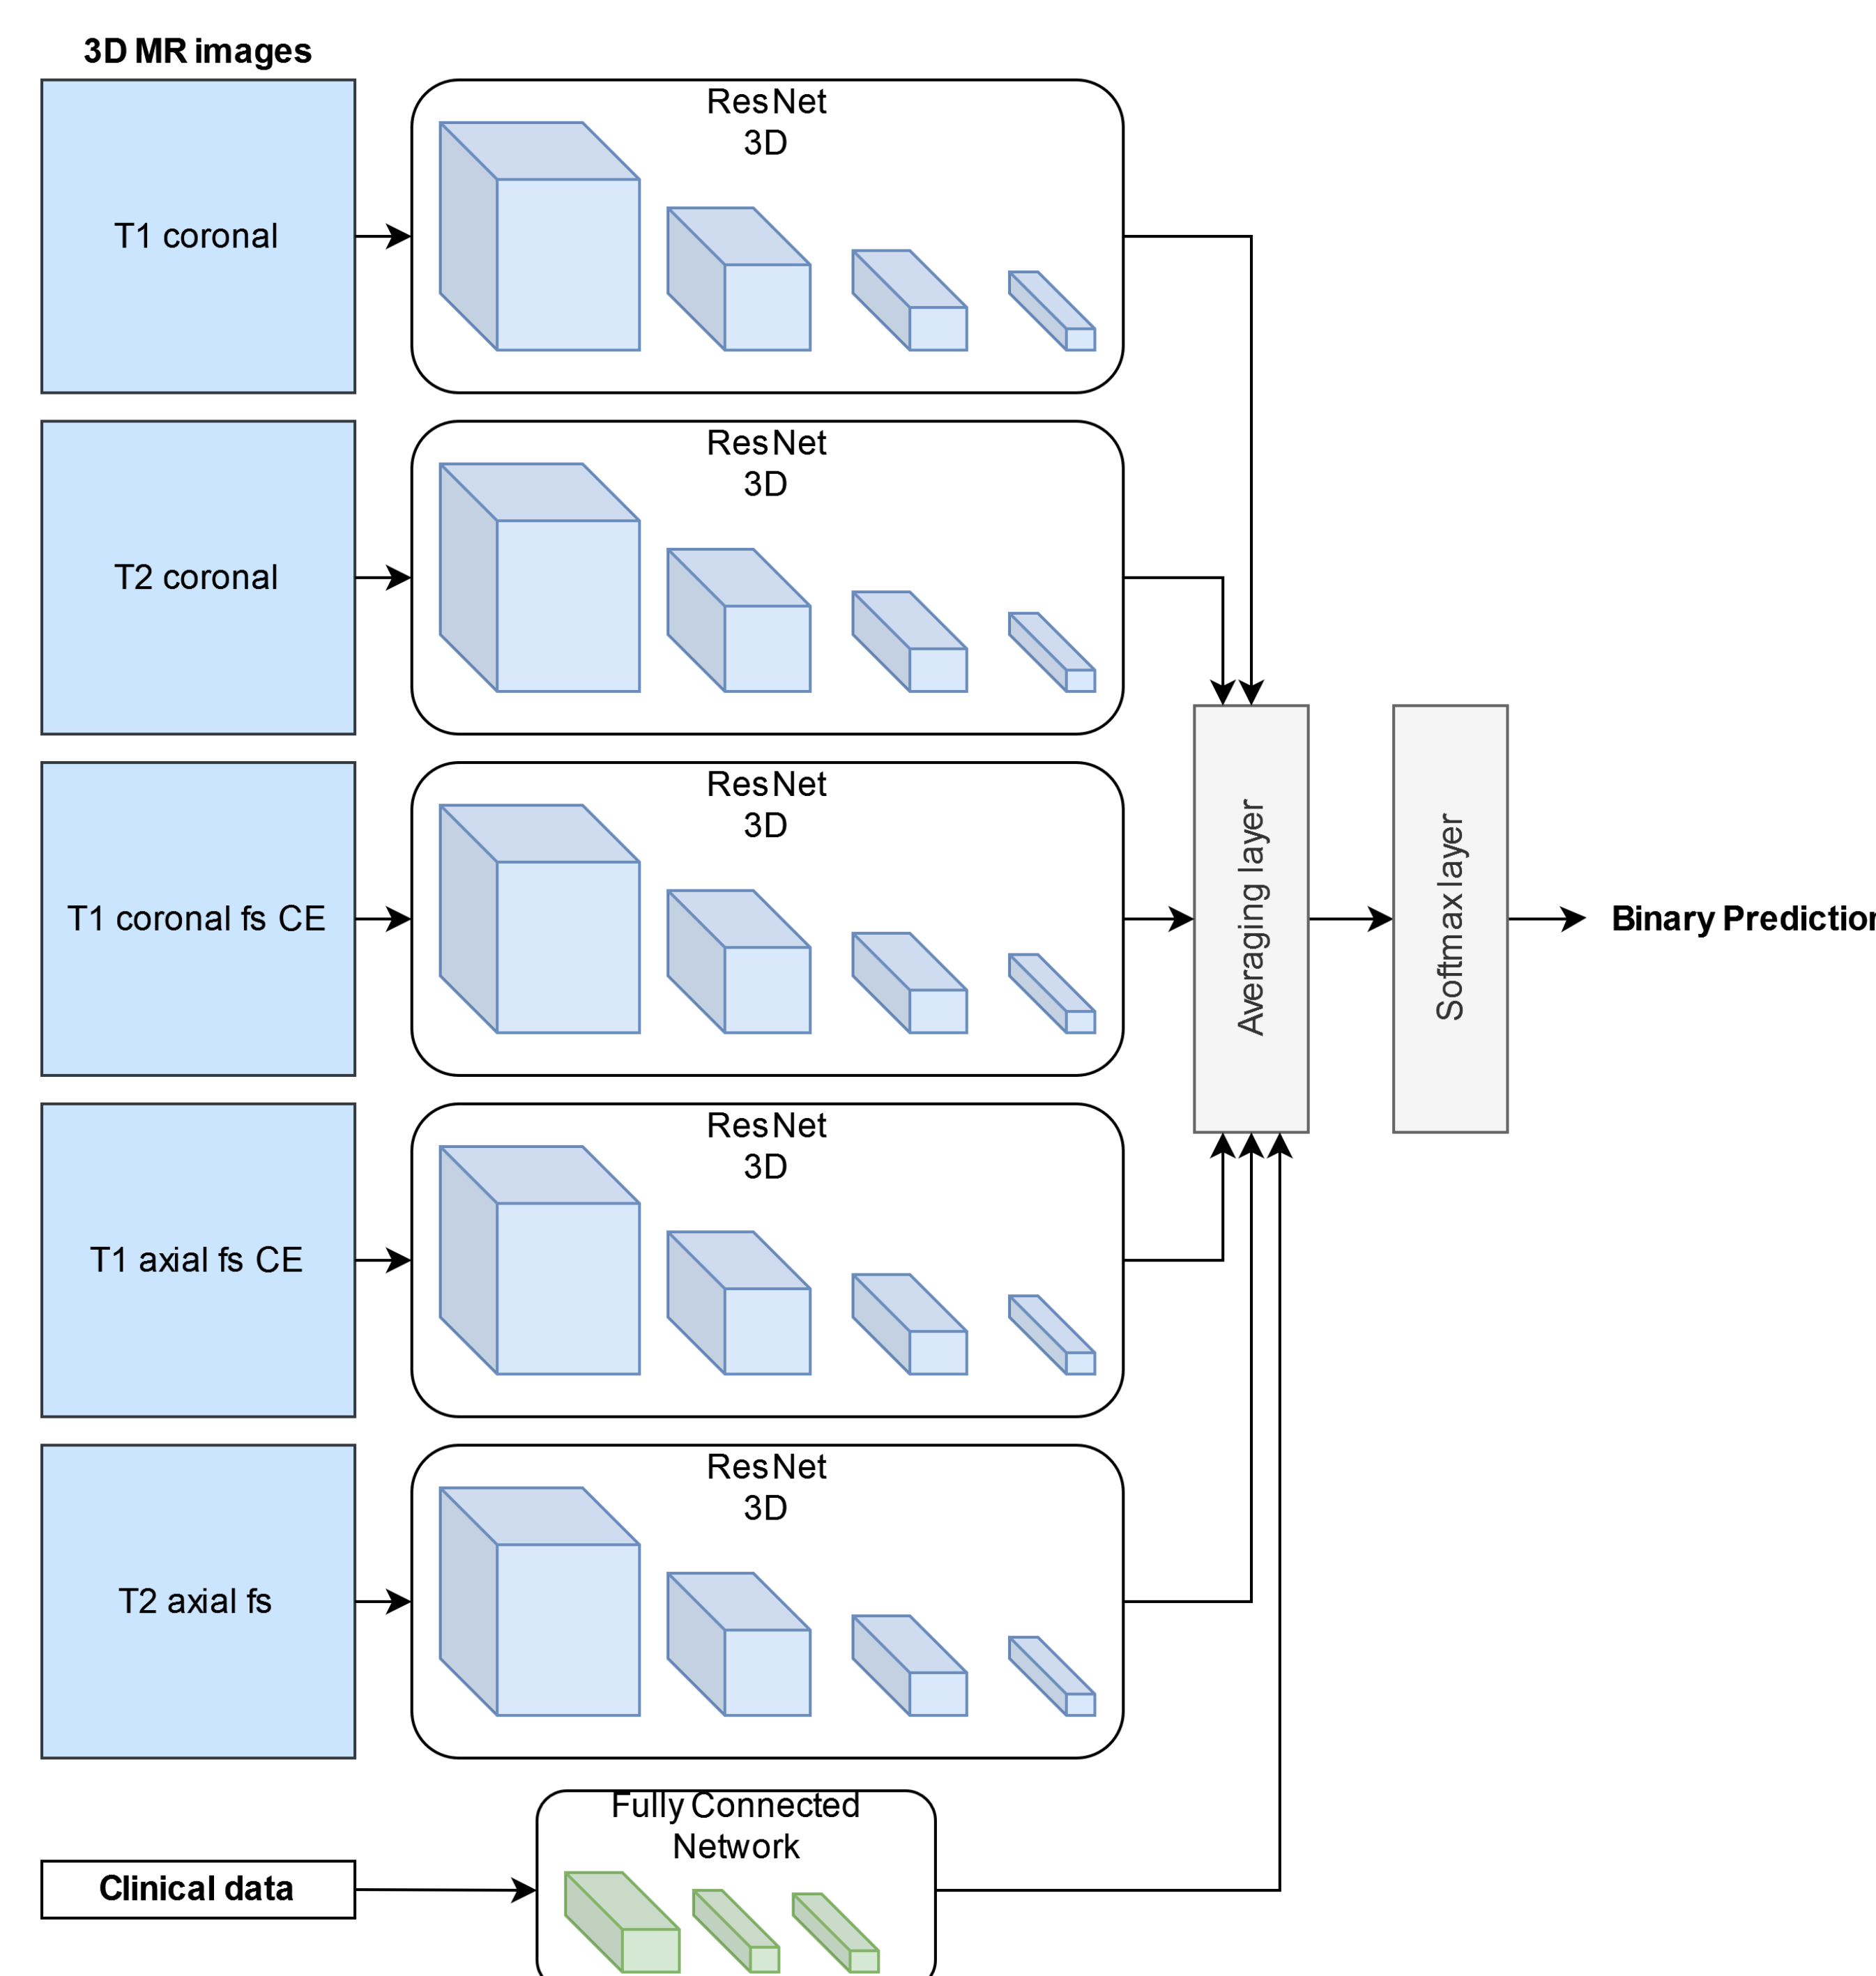 3D MR images
T1 coronal
ResNet
3D
T2 coronal
ResNet
3D
T1 coronal fs CE
ResNet
3D
Averaging layer
Softmax layer
Binary Prediction
T1 axial fs CE
ResNet
3D
T2 axial fs
ResNet
3D
Clinical data
Fully Connected
Network